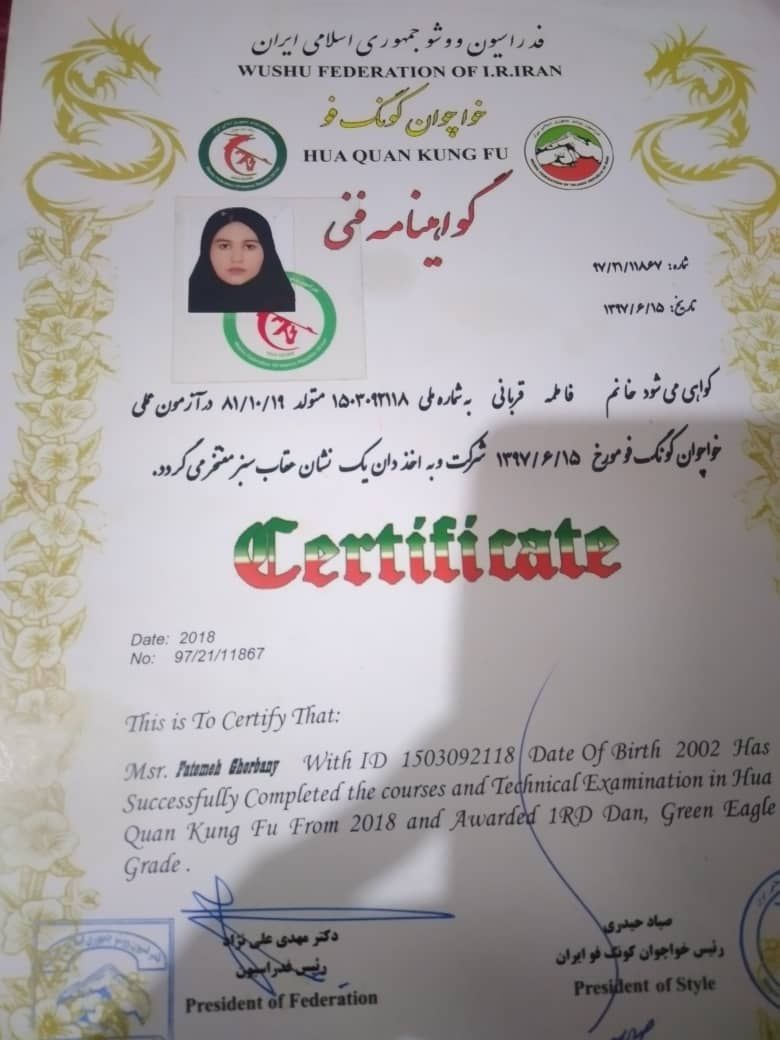 فدراسیون ووشو جمهوری اسلامی ایران
WUSHU FEDERATION OF I.R.IRAN
خواچوان کونگ فو
HUA QUAN KUNG FU
گواهینامه فنی
شماره: ۹۷/۲۱/۱۱۸۶۷
تاریخ: ۱۳۹۷/۶/۱۵
گواهی می شود خانم فاطمه قربانی به شماره ملی ۱۵۰۳۰۹۲۱۱۸ متولد ۸۱/۱۰/۱۹ در آزمون عملی
خواچوان کونگ فو مورخ ۱۳۹۷/۶/۱۵ شرکت و به اخذ دان یک نشان عقاب سبز مفتخر می گردد.
Certificate
Date: 2018
No: 97/21/11867
This is To Certify That:
Msr. Fatemeh Ghorbany With ID 1503092118 Date Of Birth 2002 Has
Successfully Completed the courses and Technical Examination in Hua
Quan Kung Fu From 2018 and Awarded 1RD Dan, Green Eagle
Grade .
دکتر مهدی علی نژاد
رئیس فدراسیون
President of Federation
صیاد حیدری
رئیس خواچوان کونگ فو ایران
President of Style